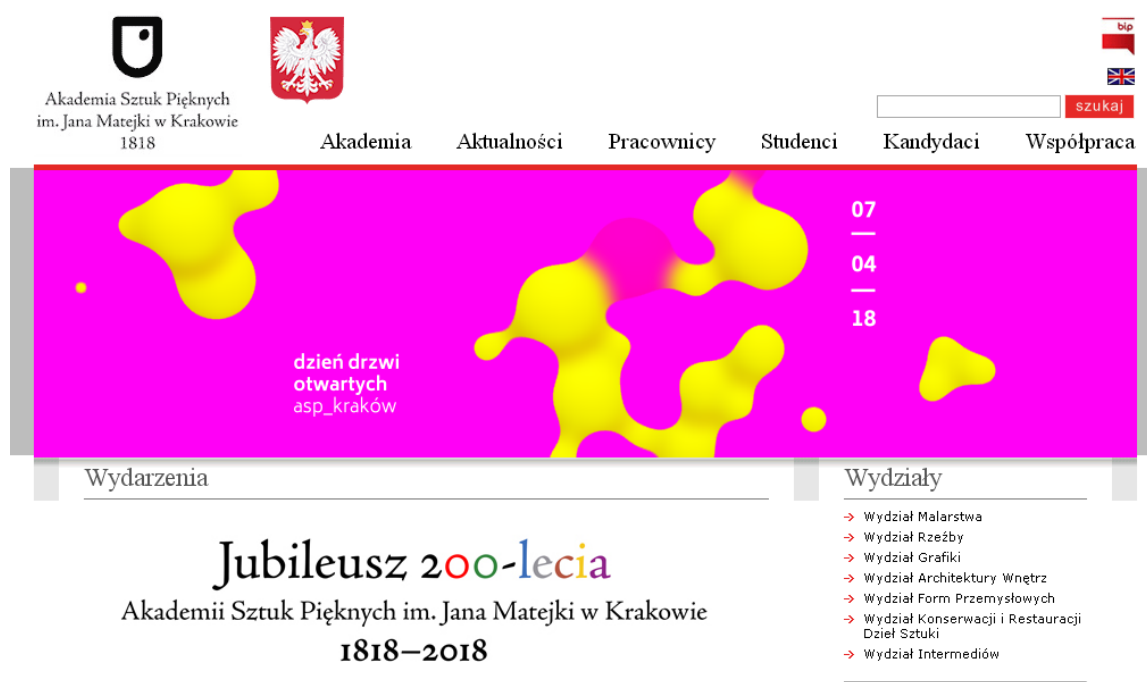 bip
Akademia Sztuk Pięknych
im. Jana Matejki w Krakowie
1818
szukaj
Akademia Aktualności Pracownicy Studenci Kandydaci Współpraca
07
04
18
dzień drzwi
otwartych
asp_kraków
Wydarzenia
Jubileusz 200-lecia
Akademii Sztuk Pięknych im. Jana Matejki w Krakowie
1818–2018
Wydziały
Wydział Malarstwa
Wydział Rzeźby
Wydział Grafiki
Wydział Architektury Wnętrz
Wydział Form Przemysłowych
Wydział Konserwacji i Restauracji
Dzieł Sztuki
Wydział Intermediów